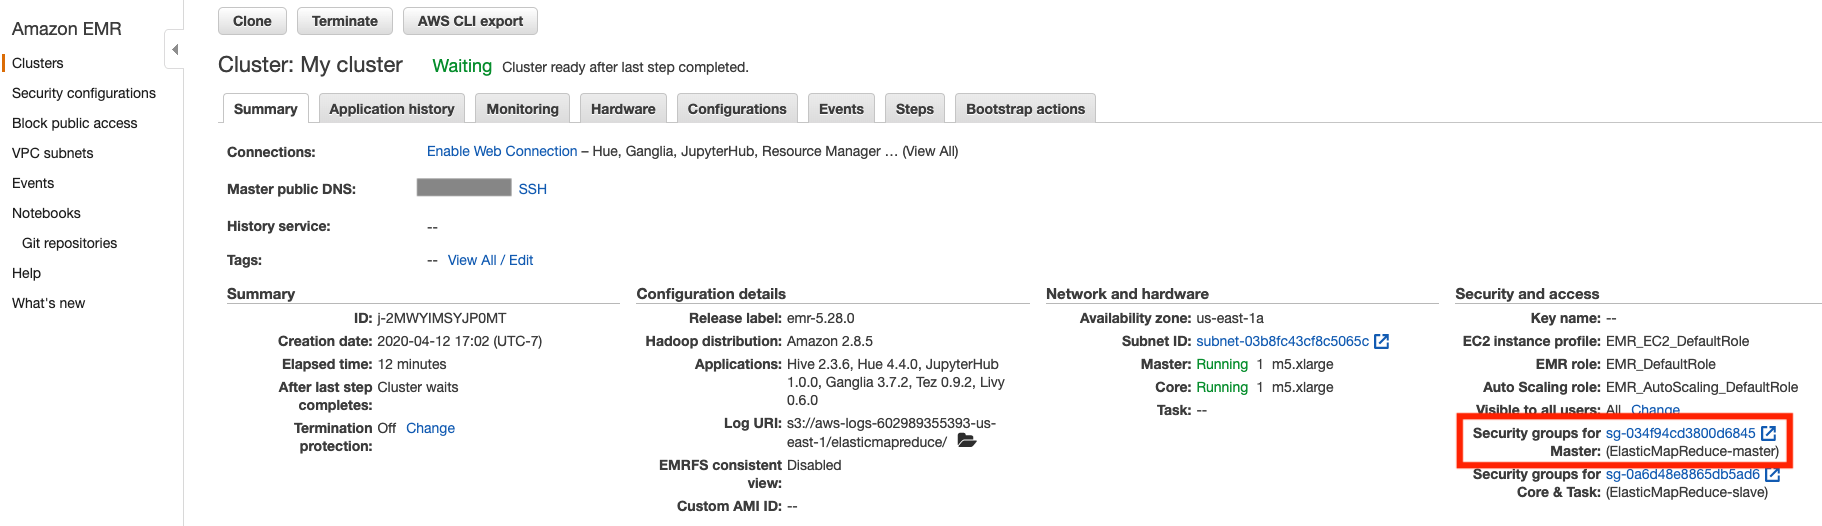 Amazon EMR
Clusters
Security configurations
Block public access
VPC subnets
Events
Notebooks
Git repositories
Help
What's new
Clone Terminate AWS CLI export
Cluster: My cluster Waiting Cluster ready after last step completed.
Summary Application history Monitoring Hardware Configurations Events Steps Bootstrap actions
Connections: Enable Web Connection – Hue, Ganglia, JupyterHub, Resource Manager … (View All)
Master public DNS: SSH
History service: --
Tags: -- View All / Edit
Summary
ID: j-2MWYIMSYJP0MT
Creation date: 2020-04-12 17:02 (UTC-7)
Elapsed time: 12 minutes
After last step Cluster waits
completes:
Termination Off Change
protection:
Configuration details
Release label: emr-5.28.0
Hadoop distribution: Amazon 2.8.5
Applications: Hive 2.3.6, Hue 4.4.0, JupyterHub
1.0.0, Ganglia 3.7.2, Tez 0.9.2, Livy
0.6.0
Log URI: s3://aws-logs-602989355393-us-
east-1/elasticmapreduce/
EMRFS consistent Disabled
view:
Custom AMI ID: --
Network and hardware
Availability zone: us-east-1a
Subnet ID: subnet-03b8fc43cf8c5065c
Master: Running 1 m5.xlarge
Core: Running 1 m5.xlarge
Task: --
Security and access
Key name: --
EC2 instance profile: EMR_EC2_DefaultRole
EMR role: EMR_DefaultRole
Auto Scaling role: EMR_AutoScaling_DefaultRole
Visible to all users: All Change
Security groups for sg-034f94cd3800d6845
Master: (ElasticMapReduce-master)
Security groups for sg-0a6d48e8865db5ad6
Core & Task: (ElasticMapReduce-slave)